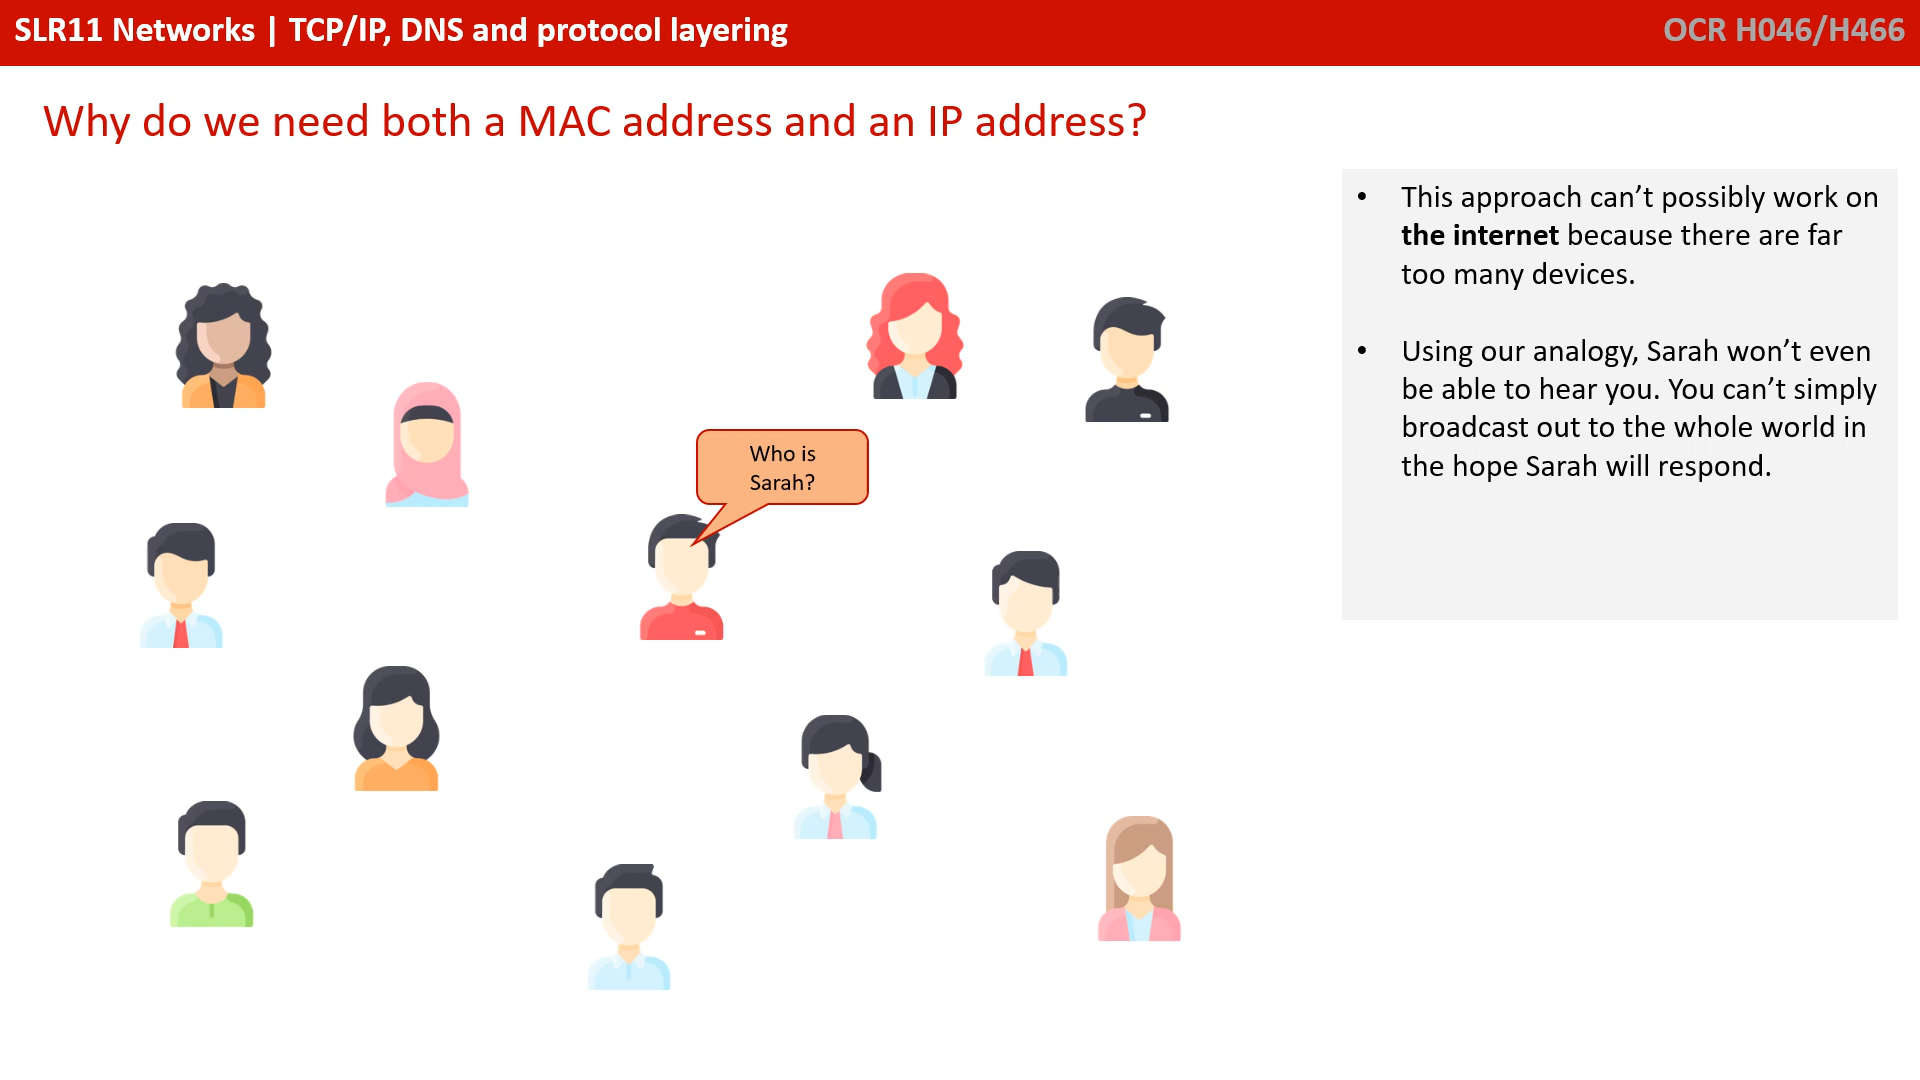 SLR11 Networks | TCP/IP, DNS and protocol layering
OCR H046/H466
Why do we need both a MAC address and an IP address?
• This approach can’t possibly work on
the internet because there are far
too many devices.
• Using our analogy, Sarah won’t even
be able to hear you. You can’t simply
broadcast out to the whole world in
the hope Sarah will respond.
Who is
Sarah?